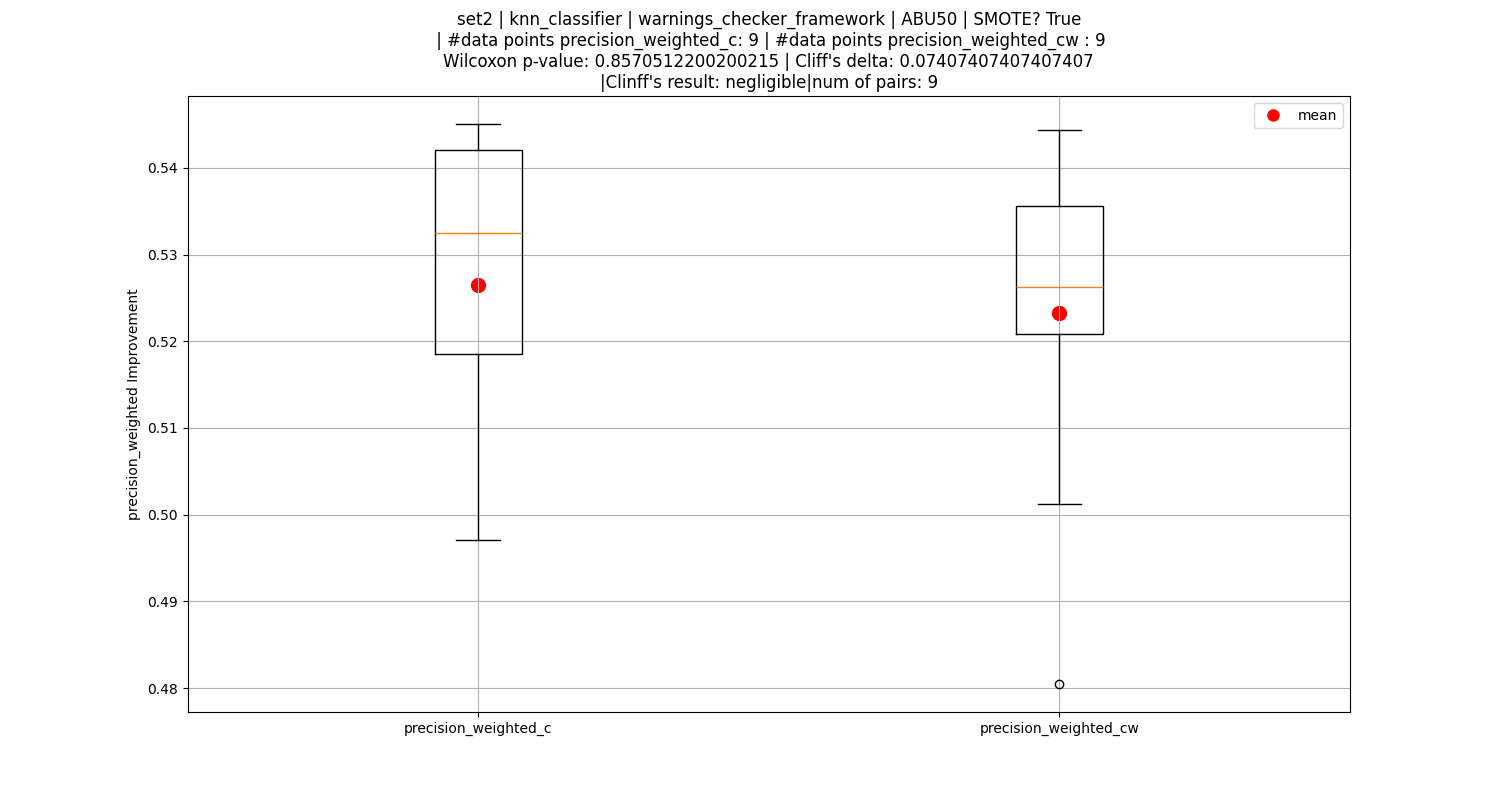 set2 | knn_classifier | warnings_checker_framework | ABU50 | SMOTE? True
| #data points precision_weighted_c: 9 | #data points precision_weighted_cw : 9
Wilcoxon p-value: 0.8570512200200215 | Cliff's delta: 0.07407407407407407
|Clinff's result: negligible|num of pairs: 9
mean
0.54
0.53
0.52
0.51
0.50
0.49
0.48
precision_weighted Improvement
precision_weighted_c
precision_weighted_cw